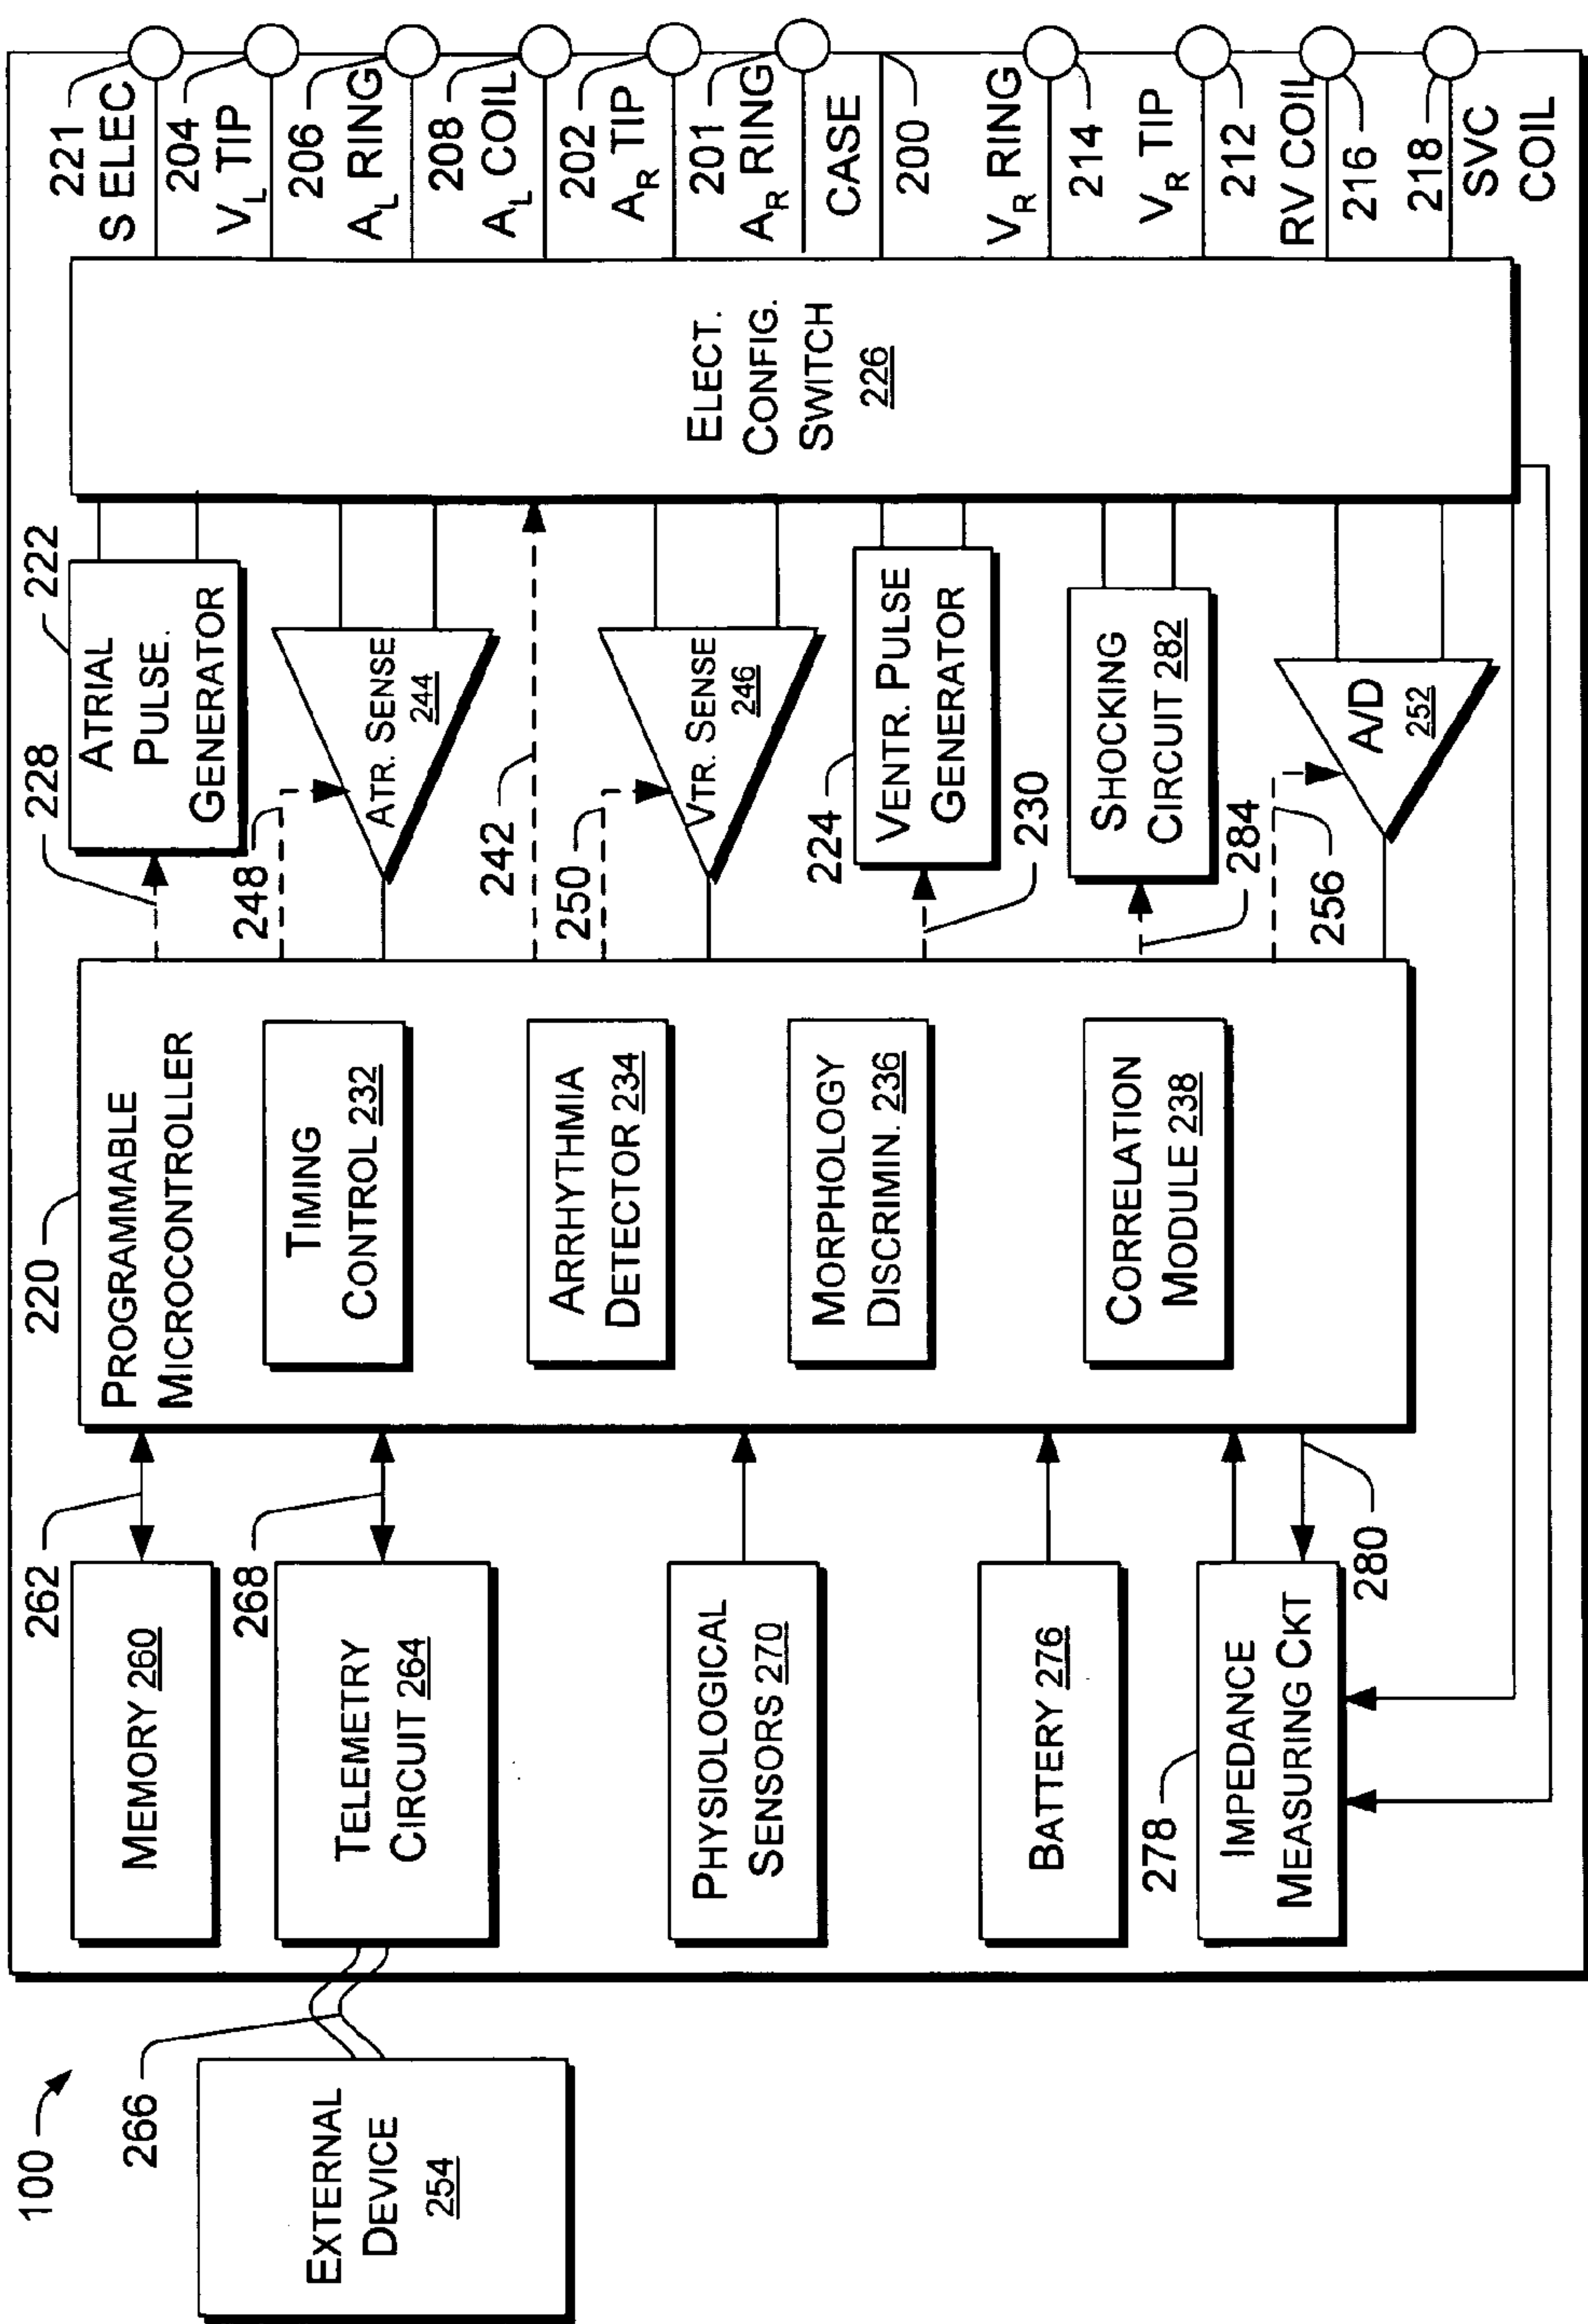 100
EXTERNAL
DEVICE
254
266
MEMORY 260
262
TELEMETRY
CIRCUIT 264
268
PHYSIOLOGICAL
SENSORS 270
BATTERY 276
278
IMPEDANCE
MEASURING CKT
280
220
PROGRAMMABLE
MICROCONTROLLER
TIMING
CONTROL 232
ARRHYTHMIA
DETECTOR 234
MORPHOLOGY
DISCRIMIN. 236
CORRELATION
MODULE 238
228
222
ATRIAL
PULSE.
GENERATOR
248
ATR. SENSE
244
242
250
VTR. SENSE
246
224
VENTR. PULSE
GENERATOR
230
SHOCKING
CIRCUIT 282
284
256
A/D
252
ELECT.
CONFIG.
SWITCH
226
221
S ELEC
204
VL TIP
206
AL RING
208
AL COIL
202
AR TIP
201
AR RING
CASE
200
VR RING
214
VR TIP
212
RV COIL
216
218
SVC
COIL